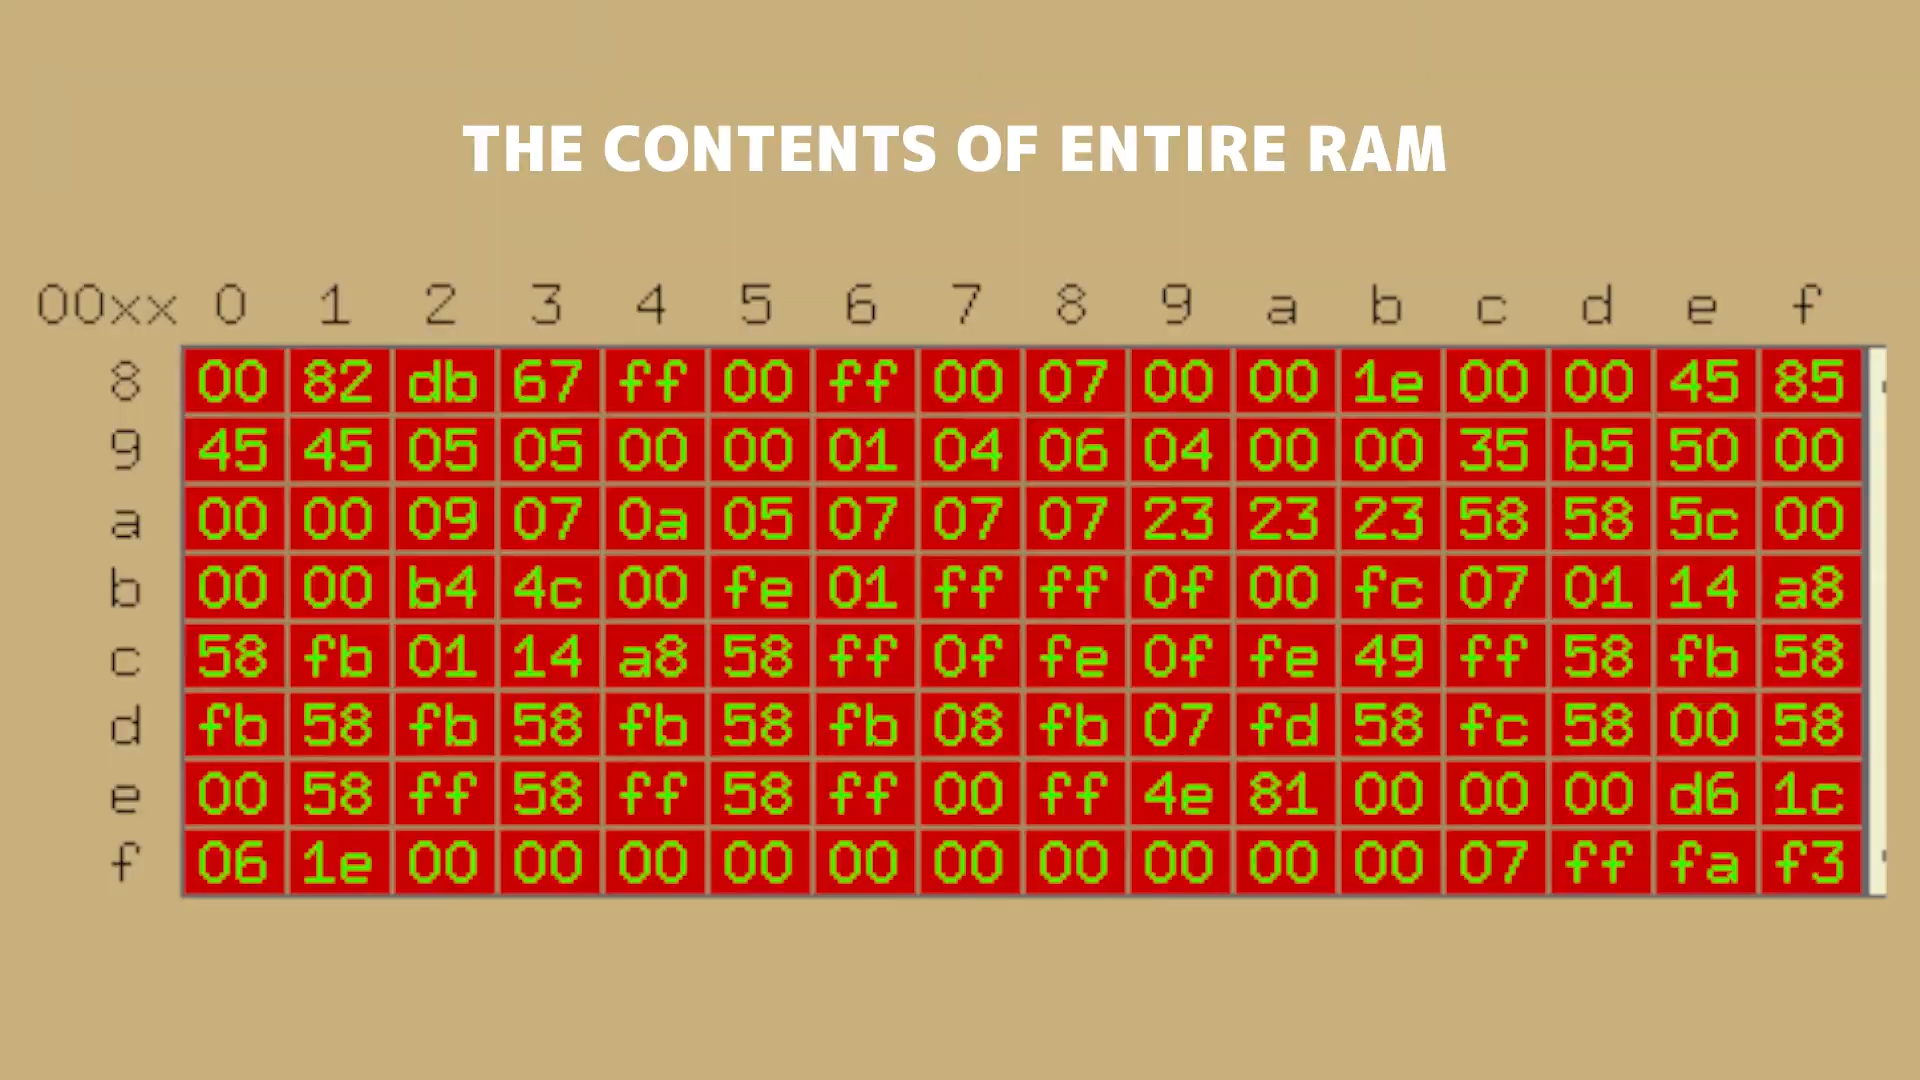 THE CONTENTS OF ENTIRE RAM
00xx 0 1 2 3 4 5 6 7 8 9 a b c d e f
8 00 82 db 67 ff 00 ff 00 07 00 00 1e 00 00 45 85
9 45 45 05 05 00 00 01 04 06 04 00 00 35 b5 50 00
a 00 00 09 07 0a 05 07 07 07 23 23 23 58 58 5c 00
b 00 00 b4 4c 00 fe 01 ff ff 0f 00 fc 07 01 14 a8
c 58 fb 01 14 a8 58 ff 0f fe 0f fe 49 ff 58 fb 58
d fb 58 fb 58 fb 58 fb 08 fb 07 fd 58 fc 58 00 58
e 00 58 ff 58 ff 58 ff 00 ff 4e 81 00 00 00 d6 1c
f 06 1e 00 00 00 00 00 00 00 00 00 00 07 ff fa f3